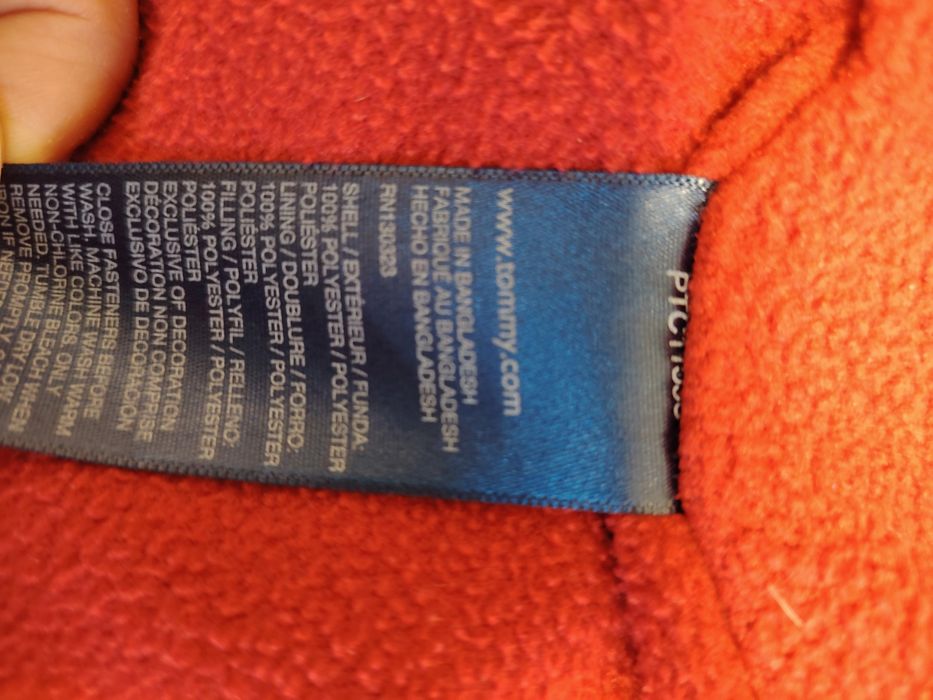 www.tommy.com
MADE IN BANGLADESH
FABRIQUÉ AU BANGLADESH
HECHO EN BANGLADESH
RN130323
SHELL / EXTÉRIEUR / FUNDA:
100% POLYESTER / POLYESTER
POLIÉSTER
LINING / DOUBLURE / FORRO:
100% POLYESTER / POLYESTER
POLIÉSTER
FILLING / POLYFIL / RELLENO:
100% POLYESTER / POLYESTER
POLIÉSTER
EXCLUSIVE OF DECORATION
DÉCORATION NON COMPRISE
EXCLUSIVO DE DECORACIÓN
CLOSE FASTENERS BEFORE
WASH. MACHINE WASH WARM
WITH LIKE COLORS. ONLY
NON-CHLORINE BLEACH WHEN
NEEDED. TUMBLE DRY LOW.
REMOVE PROMPTLY.
IRON IF